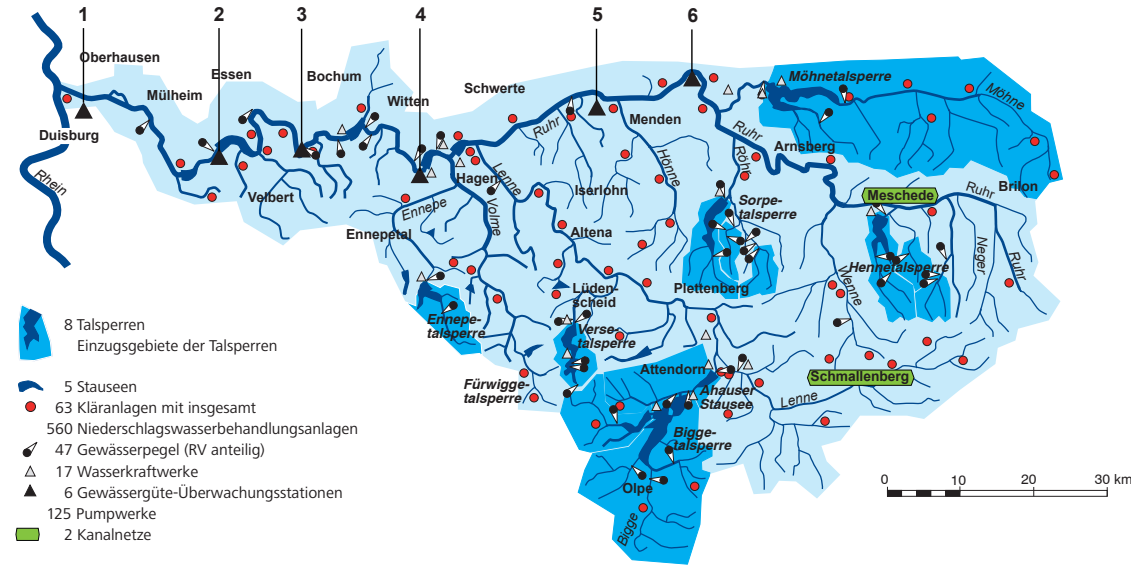 1
2
3
4
5
6
Oberhausen
Essen
Bochum
Mülheim
Witten
Schwerte
Möhnetalsperre
Möhne
Duisburg
Ruhr
Menden
Ruhr
Arnsberg
Rhein
Velbert
Hagen
Lenne
Iserlohn
Hönne
Röhr
Ruhr
Brilon
Meschede
Ennepe
Volme
Sorpe-
talsperre
Ennepetal
Altena
Neger
Ruhr
Hennetalsperre
Plettenberg
Wenne
Lüden-
scheid
Ennepe-
talsperre
Verse-
talsperre
Attendorn
Schmallenberg
Fürwigge-
talsperre
Ahauser
Stausee
Lenne
Bigge-
talsperre
Olpe
Bigge
8 Talsperren
Einzugsgebiete der Talsperren
5 Stauseen
63 Kläranlagen mit insgesamt
560 Niederschlagswasserbehandlungsanlagen
47 Gewässerpegel (RV anteilig)
17 Wasserkraftwerke
6 Gewässergüte-Überwachungsstationen
125 Pumpwerke
2 Kanalnetze
0 10 20 30 km